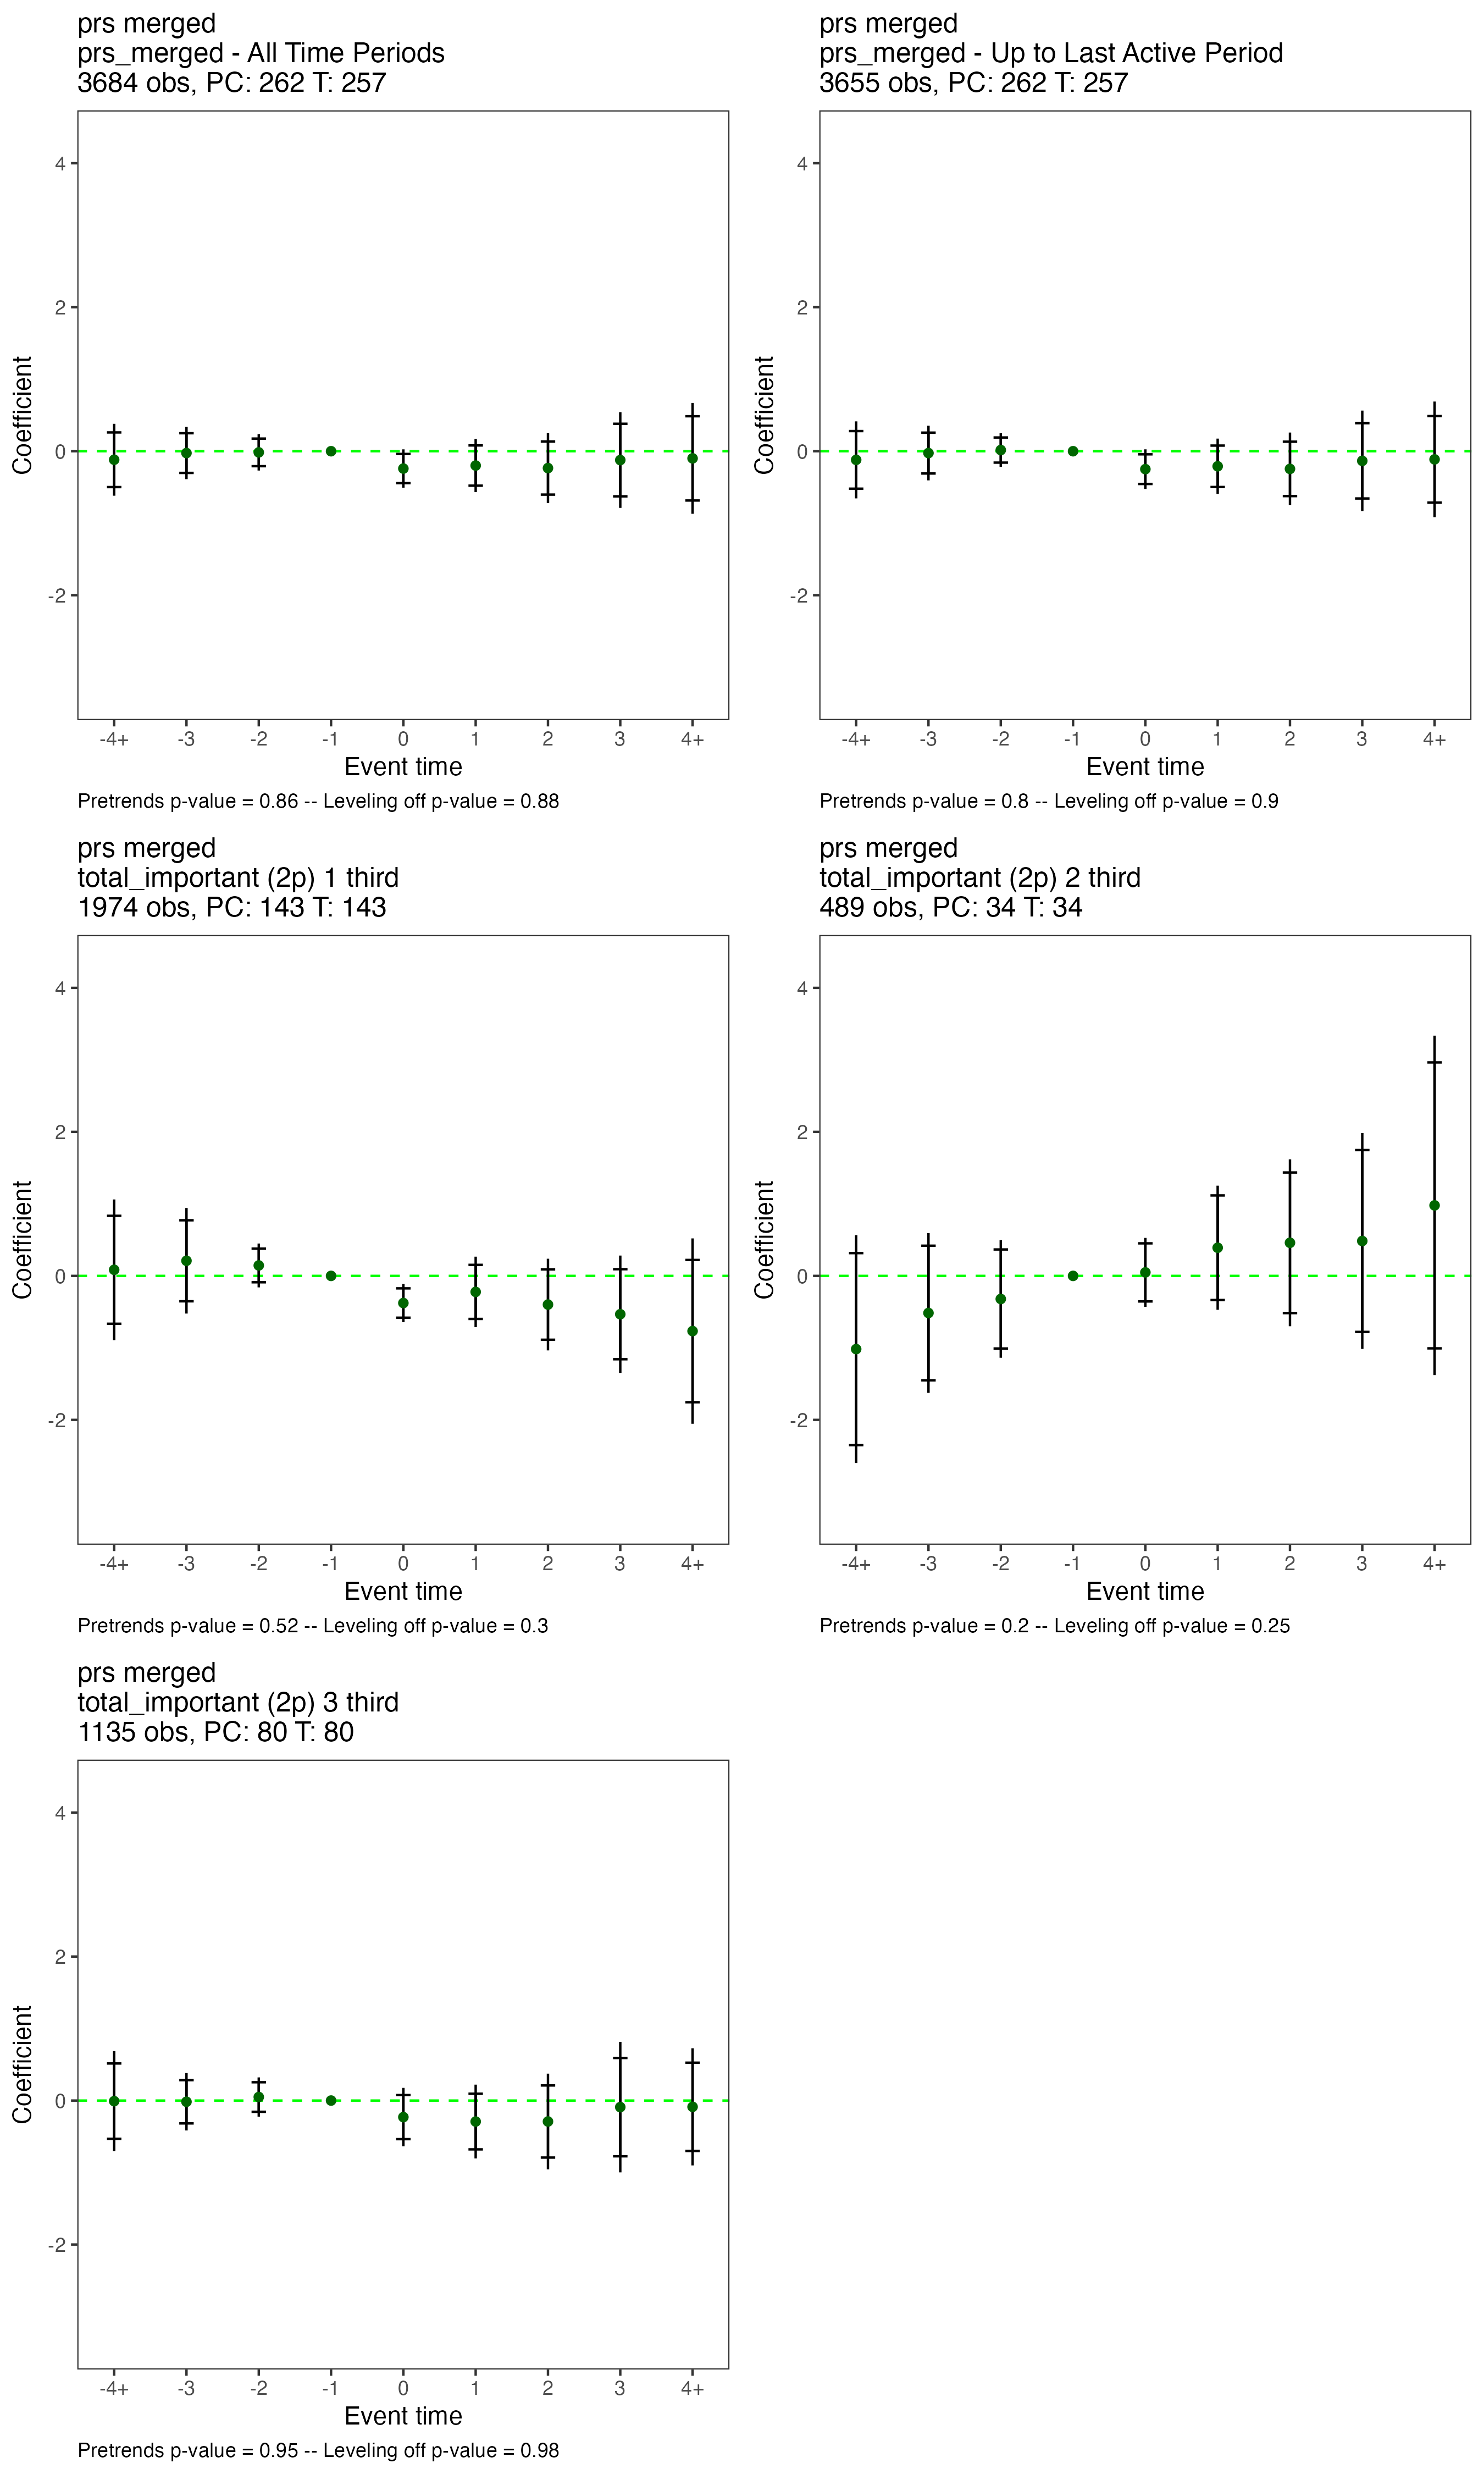 prs merged
prs_merged - All Time Periods
3684 obs, PC: 262 T: 257
Coefficient
4
2
0
-2
-4+ -3 -2 -1 0 1 2 3 4+
Event time
Pretrends p-value = 0.86 -- Leveling off p-value = 0.88
prs merged
prs_merged - Up to Last Active Period
3655 obs, PC: 262 T: 257
Coefficient
4
2
0
-2
-4+ -3 -2 -1 0 1 2 3 4+
Event time
Pretrends p-value = 0.8 -- Leveling off p-value = 0.9
prs merged
total_important (2p) 1 third
1974 obs, PC: 143 T: 143
Coefficient
4
2
0
-2
-4+ -3 -2 -1 0 1 2 3 4+
Event time
Pretrends p-value = 0.52 -- Leveling off p-value = 0.3
prs merged
total_important (2p) 2 third
489 obs, PC: 34 T: 34
Coefficient
4
2
0
-2
-4+ -3 -2 -1 0 1 2 3 4+
Event time
Pretrends p-value = 0.2 -- Leveling off p-value = 0.25
prs merged
total_important (2p) 3 third
1135 obs, PC: 80 T: 80
Coefficient
4
2
0
-2
-4+ -3 -2 -1 0 1 2 3 4+
Event time
Pretrends p-value = 0.95 -- Leveling off p-value = 0.98